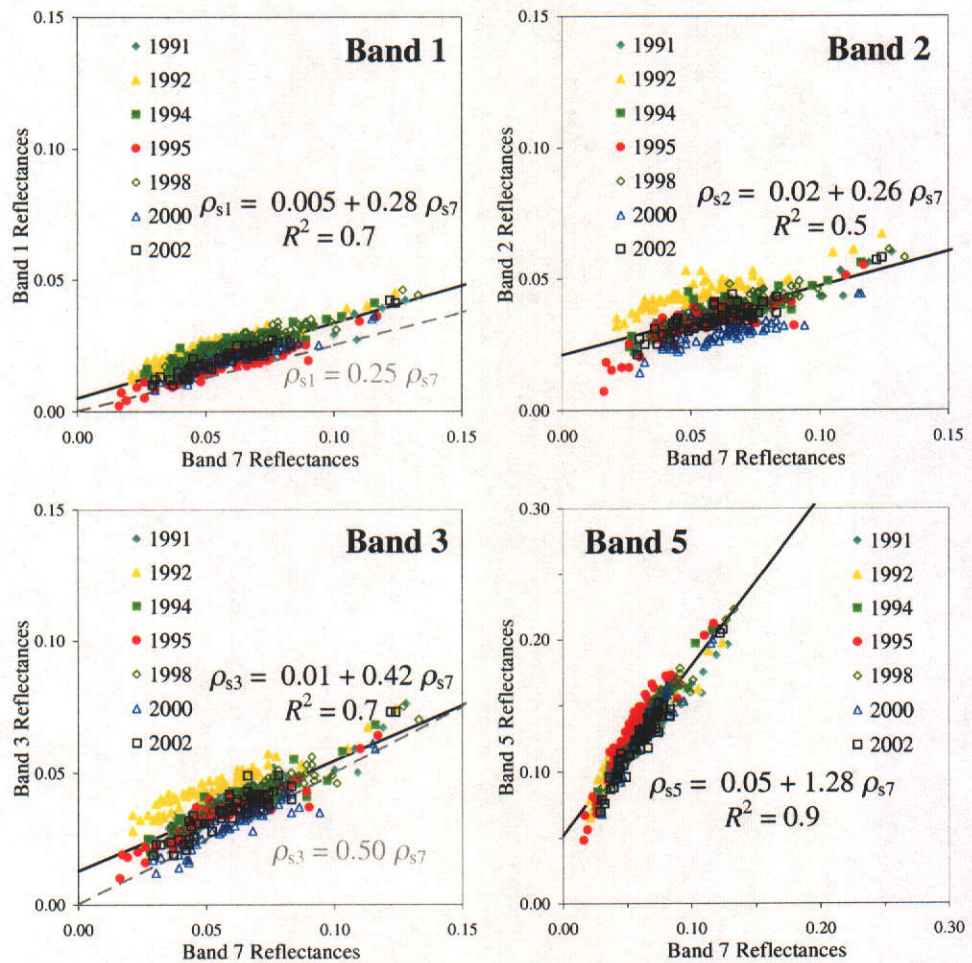 Band 1
0.15
0.10
0.05
0.00
Band 1 Reflectances
1991
1992
1994
1995
1998
2000
2002
ρs1 = 0.005 + 0.28 ρs7
R² = 0.7
ρs1 = 0.25 ρs7
0.00 0.05 0.10 0.15
Band 7 Reflectances
Band 2
0.15
0.10
0.05
0.00
Band 2 Reflectances
1991
1992
1994
1995
1998
2000
2002
ρs2 = 0.02 + 0.26 ρs7
R² = 0.5
0.00 0.05 0.10 0.15
Band 7 Reflectances
Band 3
0.15
0.10
0.05
0.00
Band 3 Reflectances
1991
1992
1994
1995
1998
2000
2002
ρs3 = 0.01 + 0.42 ρs7
R² = 0.7
ρs3 = 0.50 ρs7
0.00 0.05 0.10 0.15
Band 7 Reflectances
Band 5
0.30
0.20
0.10
0.00
Band 5 Reflectances
1991
1992
1994
1995
1998
2000
2002
ρs5 = 0.05 + 1.28 ρs7
R² = 0.9
0.00 0.10 0.20 0.30
Band 7 Reflectances